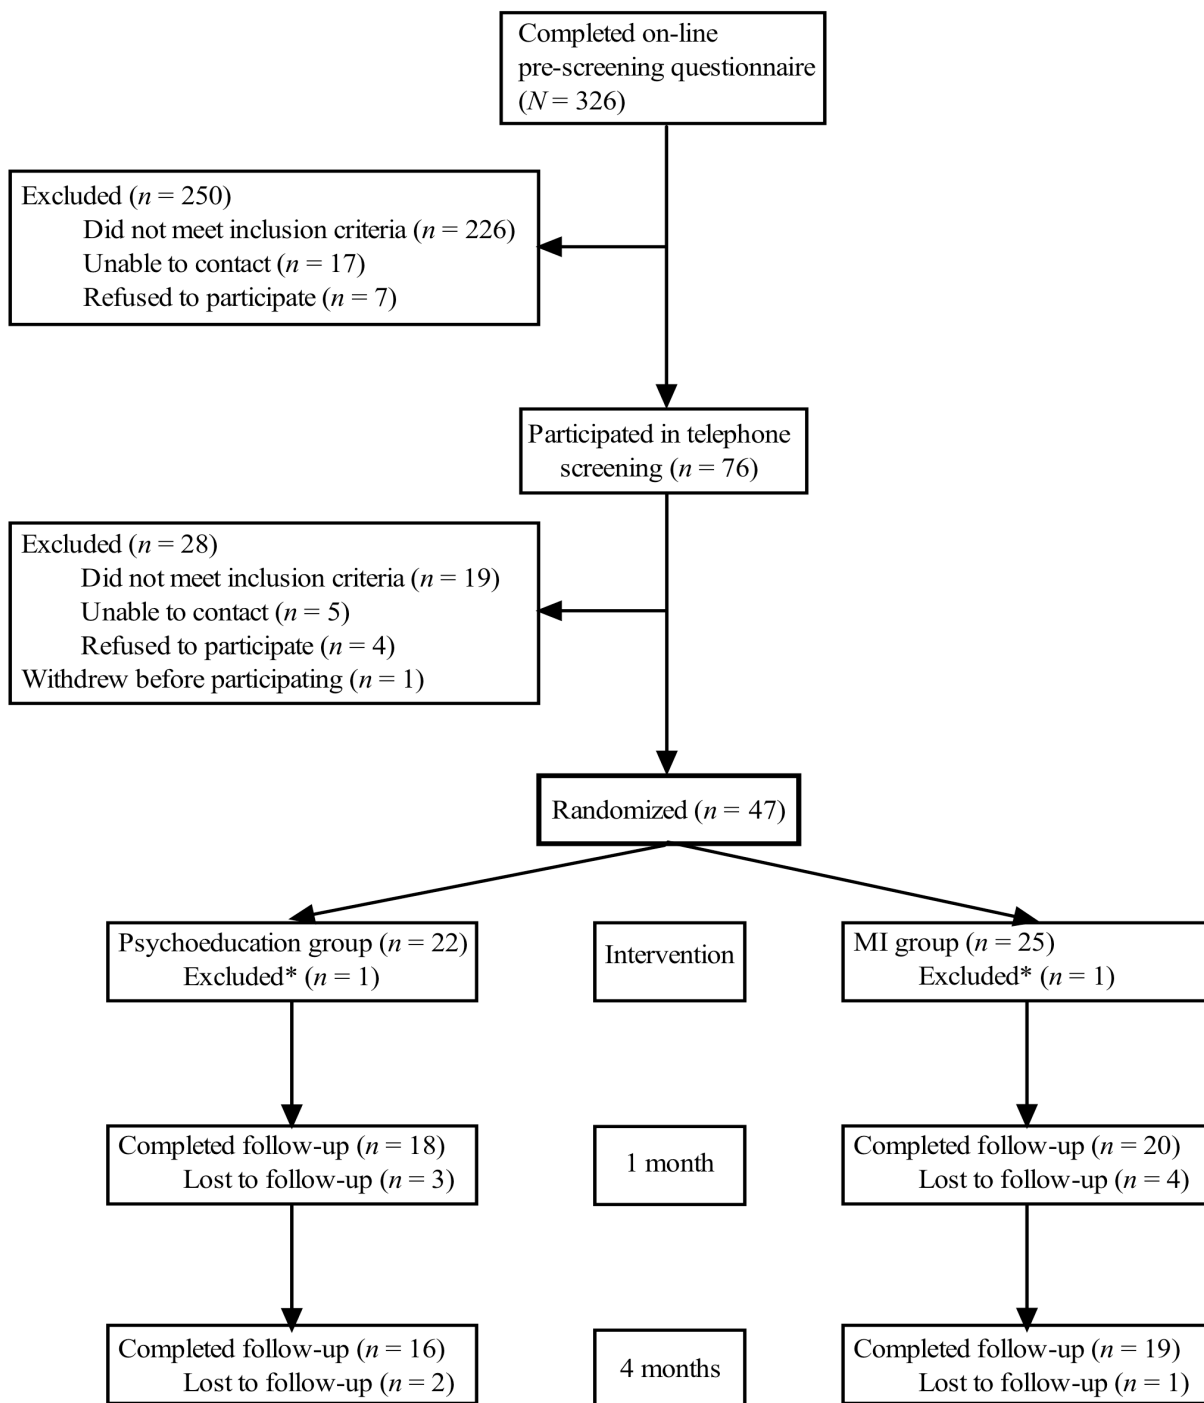 Completed on-line
pre-screening questionnaire
(N = 326)
Excluded (n = 250)
Did not meet inclusion criteria (n = 226)
Unable to contact (n = 17)
Refused to participate (n = 7)
Participated in telephone
screening (n = 76)
Excluded (n = 28)
Did not meet inclusion criteria (n = 19)
Unable to contact (n = 5)
Refused to participate (n = 4)
Withdrew before participating (n = 1)
Randomized (n = 47)
Psychoeducation group (n = 22)
Excluded* (n = 1)
Intervention
MI group (n = 25)
Excluded* (n = 1)
Completed follow-up (n = 18)
Lost to follow-up (n = 3)
1 month
Completed follow-up (n = 20)
Lost to follow-up (n = 4)
Completed follow-up (n = 16)
Lost to follow-up (n = 2)
4 months
Completed follow-up (n = 19)
Lost to follow-up (n = 1)